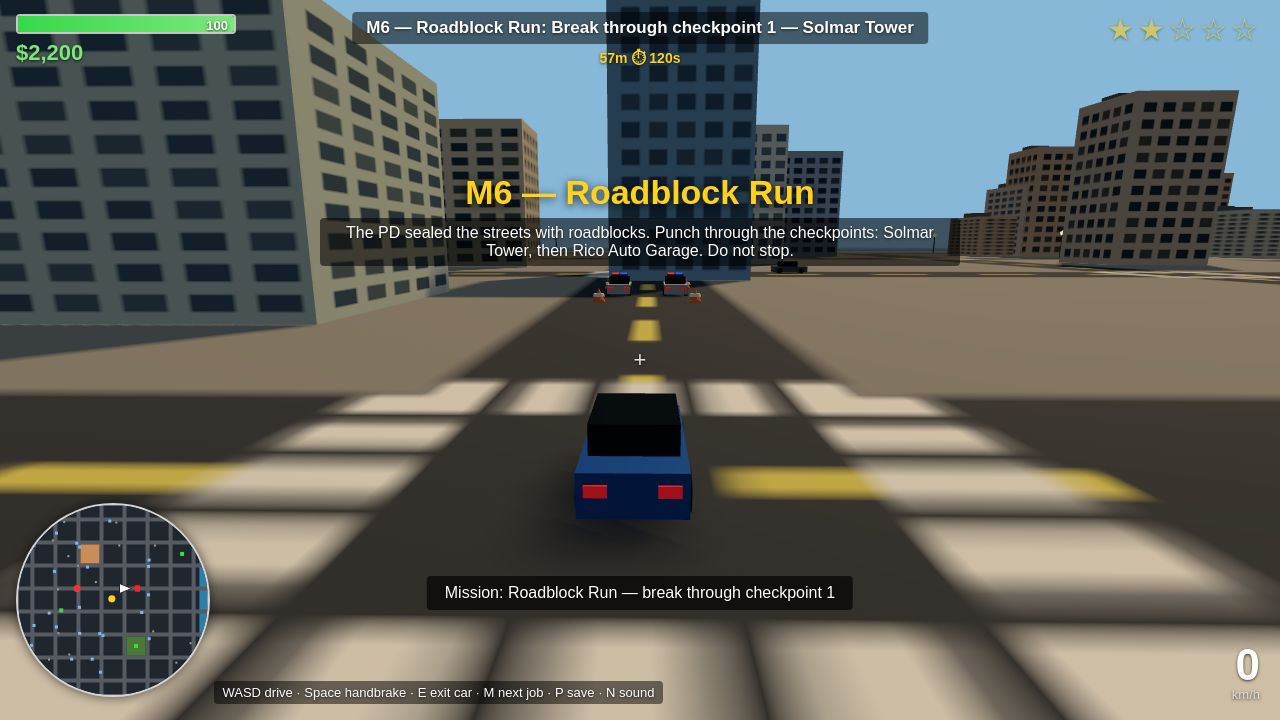 100
M6 — Roadblock Run: Break through checkpoint 1 — Solmar Tower
★★☆☆☆
$2,200
57m ⏱ 120s
M6 — Roadblock Run
The PD sealed the streets with roadblocks. Punch through the checkpoints: Solmar
Tower, then Rico Auto Garage. Do not stop.
+
Mission: Roadblock Run — break through checkpoint 1
0
km/h
WASD drive · Space handbrake · E exit car · M next job · P save · N sound